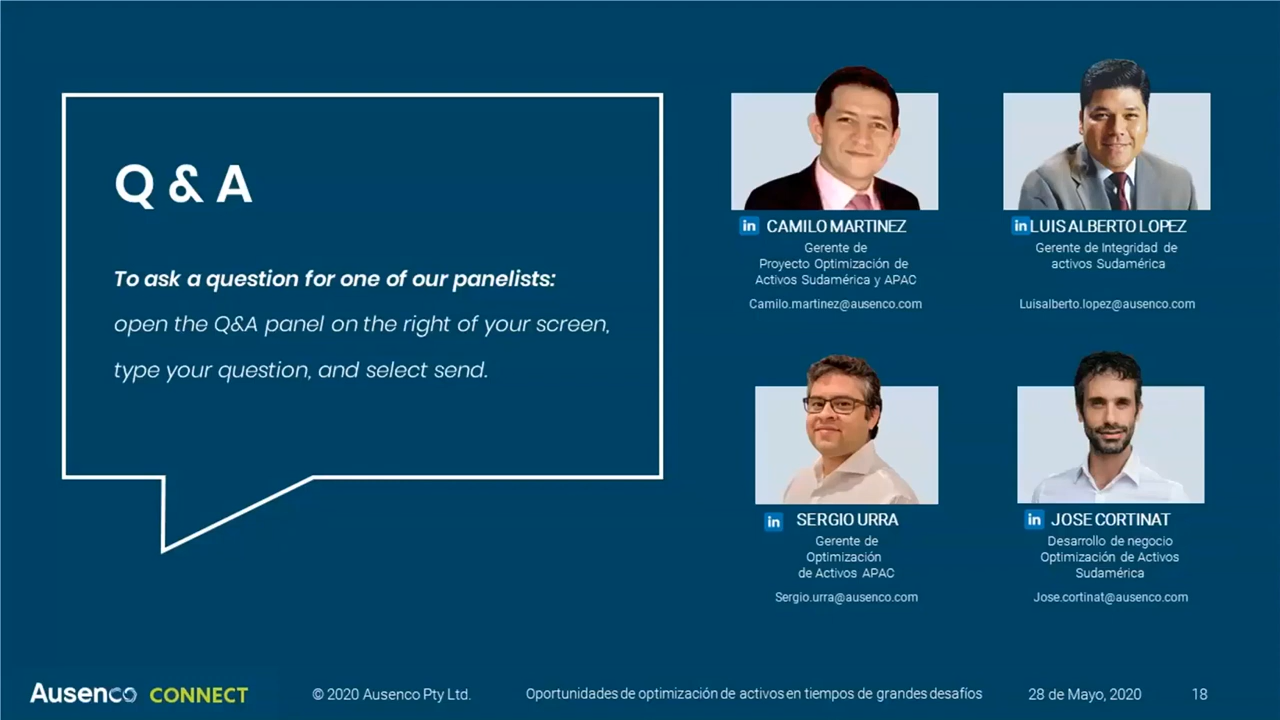 Q & A
To ask a question for one of our panelists:
open the Q&A panel on the right of your screen,
type your question, and select send.
in CAMILO MARTINEZ
Gerente de
Proyecto Optimización de
Activos Sudamérica y APAC
Camilo.martinez@ausenco.com
in LUIS ALBERTO LOPEZ
Gerente de Integridad de
activos Sudamérica
Luisalberto.lopez@ausenco.com
in SERGIO URRA
Gerente de
Optimización
de Activos APAC
Sergio.urra@ausenco.com
in JOSE CORTINAT
Desarrollo de negocio
Optimización de Activos
Sudamérica
Jose.cortinat@ausenco.com
Ausenco CONNECT
© 2020 Ausenco Pty Ltd.
Oportunidades de optimización de activos en tiempos de grandes desafíos
28 de Mayo, 2020
18